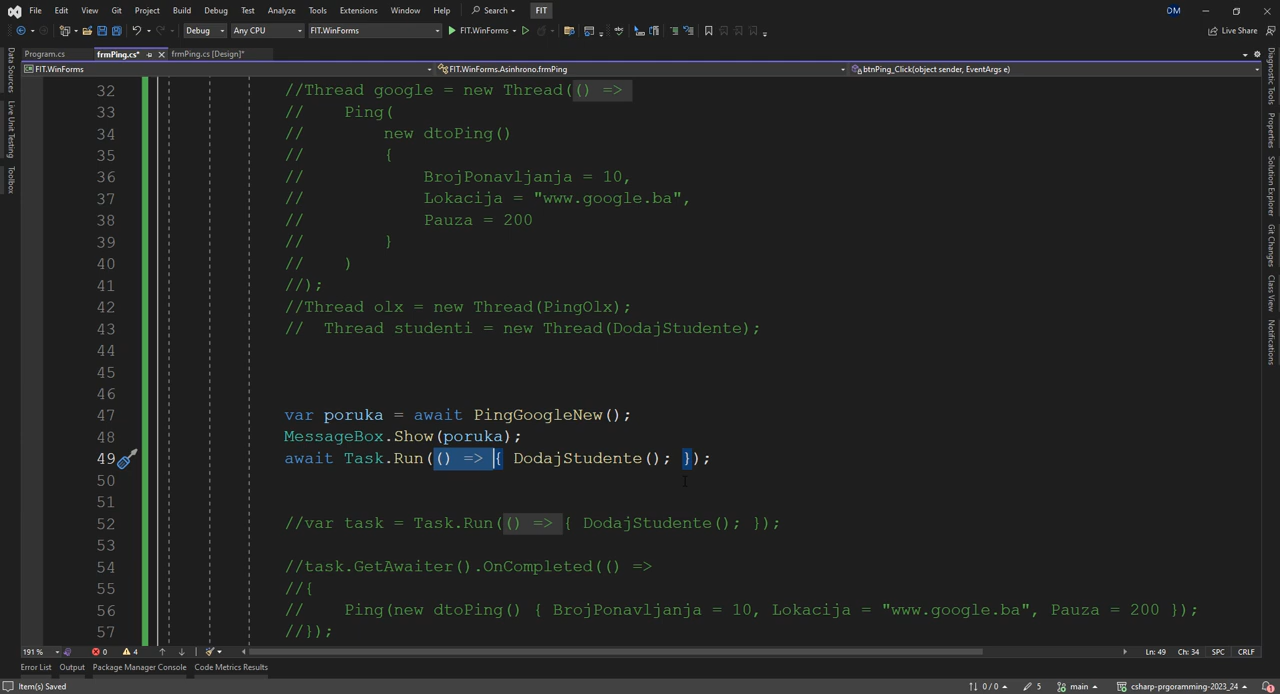 File Edit View Git Project Build Debug Test Analyze Tools Extensions Window Help Search FIT DM
Debug Any CPU FIT.WinForms FIT.WinForms Live Share
Program.cs frmPing.cs* frmPing.cs [Design]*
FIT.WinForms FIT.WinForms.Asinhrono.frmPing btnPing_Click(object sender, EventArgs e)
Data Sources
Live Unit Testing
Toolbox
32 //Thread google = new Thread(() =>
33 // Ping(
34 // new dtoPing()
35 // {
36 // BrojPonavljanja = 10,
37 // Lokacija = "www.google.ba",
38 // Pauza = 200
39 // }
40 // )
41 //);
42 //Thread olx = new Thread(PingOlx);
43 // Thread studenti = new Thread(DodajStudente);
44
45
46
47 var poruka = await PingGoogleNew();
48 MessageBox.Show(poruka);
49 await Task.Run(() => { DodajStudente(); });
50
51
52 //var task = Task.Run(() => { DodajStudente(); });
53
54 //task.GetAwaiter().OnCompleted(() =>
55 //{
56 // Ping(new dtoPing() { BrojPonavljanja = 10, Lokacija = "www.google.ba", Pauza = 200 });
57 //});
Diagnostic Tools
Properties
Solution Explorer
Git Changes
Class View
Notifications
191 % 0 4 Ln: 49 Ch: 34 SPC CRLF
Error List Output Package Manager Console Code Metrics Results
Item(s) Saved 0 / 0 5 main csharp-prgoramming-2023_24 1